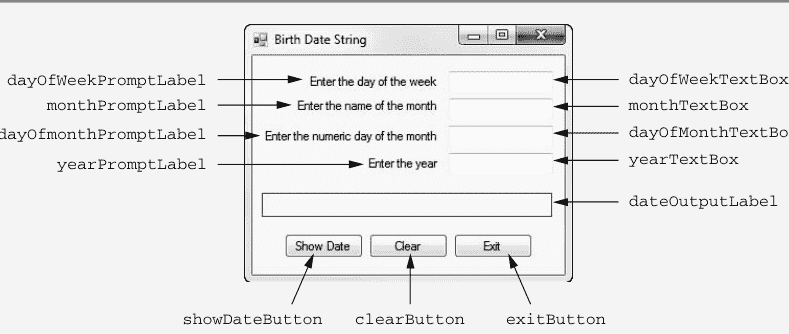 Birth Date String
dayOfWeekPromptLabel Enter the day of the week dayOfWeekTextBox
monthPromptLabel Enter the name of the month monthTextBox
dayOfmonthPromptLabel Enter the numeric day of the month dayOfMonthTextBo
yearPromptLabel Enter the year yearTextBox
dateOutputLabel
Show Date Clear Exit
showDateButton clearButton exitButton